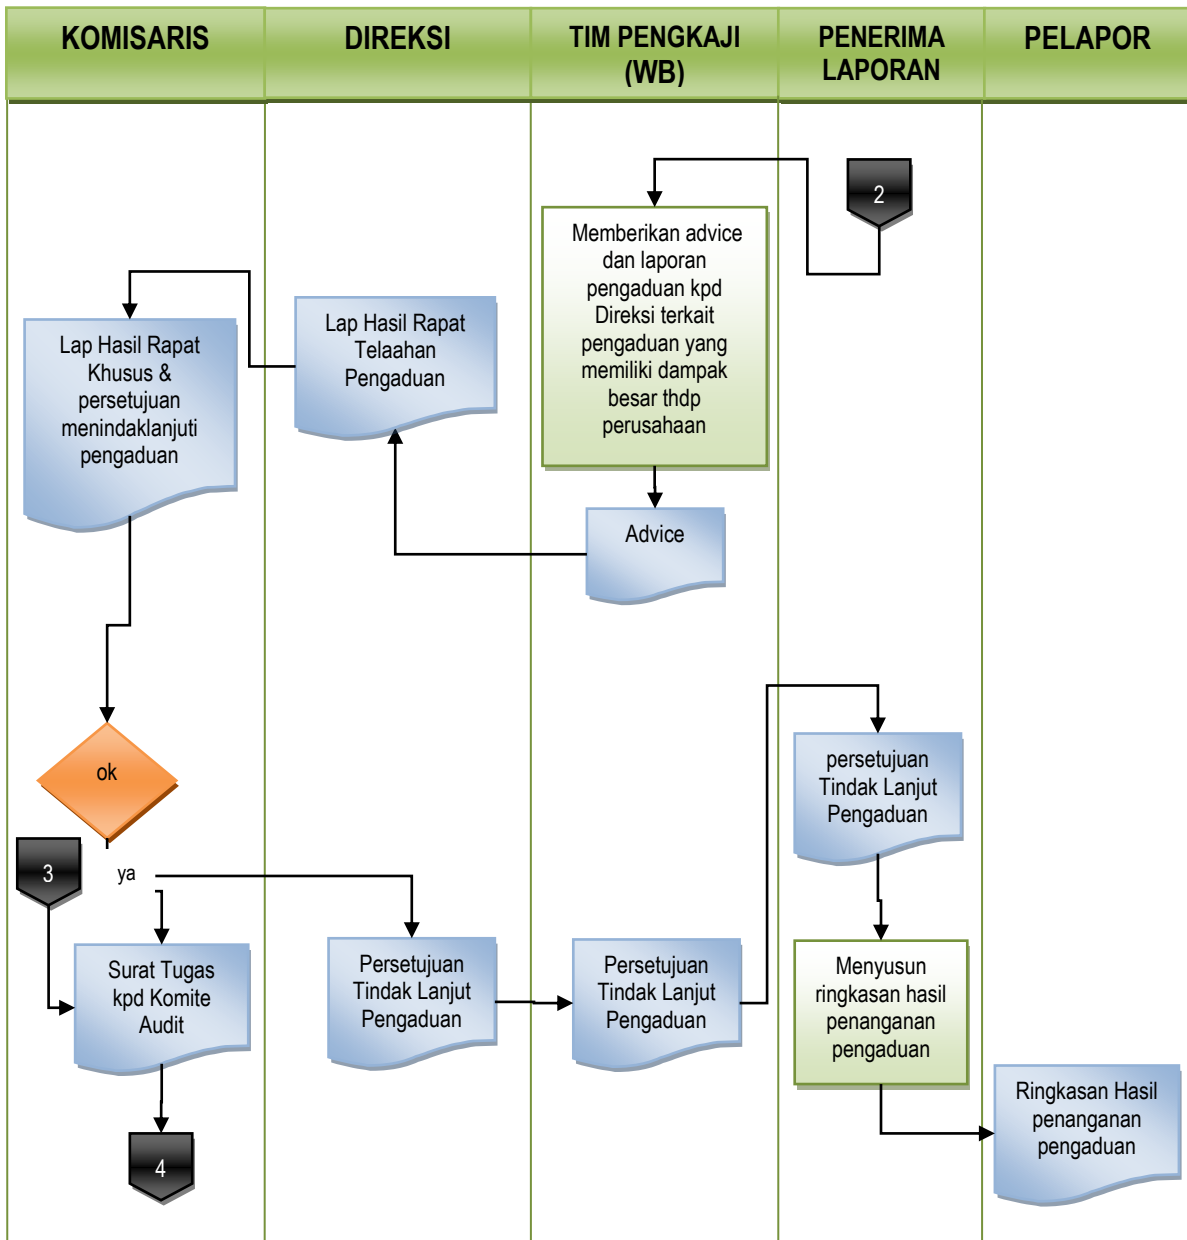 KOMISARIS
DIREKSI
TIM PENGKAJI
(WB)
PENERIMA
LAPORAN
PELAPOR
2
Memberikan advice
dan laporan
pengaduan kpd
Direksi terkait
pengaduan yang
memiliki dampak
besar thdp
perusahaan
Lap Hasil Rapat
Telaahan
Pengaduan
Lap Hasil Rapat
Khusus &
persetujuan
menindaklanjuti
pengaduan
Advice
ok
persetujuan
Tindak Lanjut
Pengaduan
3
ya
Surat Tugas
kpd Komite
Audit
Persetujuan
Tindak Lanjut
Pengaduan
Persetujuan
Tindak Lanjut
Pengaduan
Menyusun
ringkasan hasil
penanganan
pengaduan
Ringkasan Hasil
penanganan
pengaduan
4